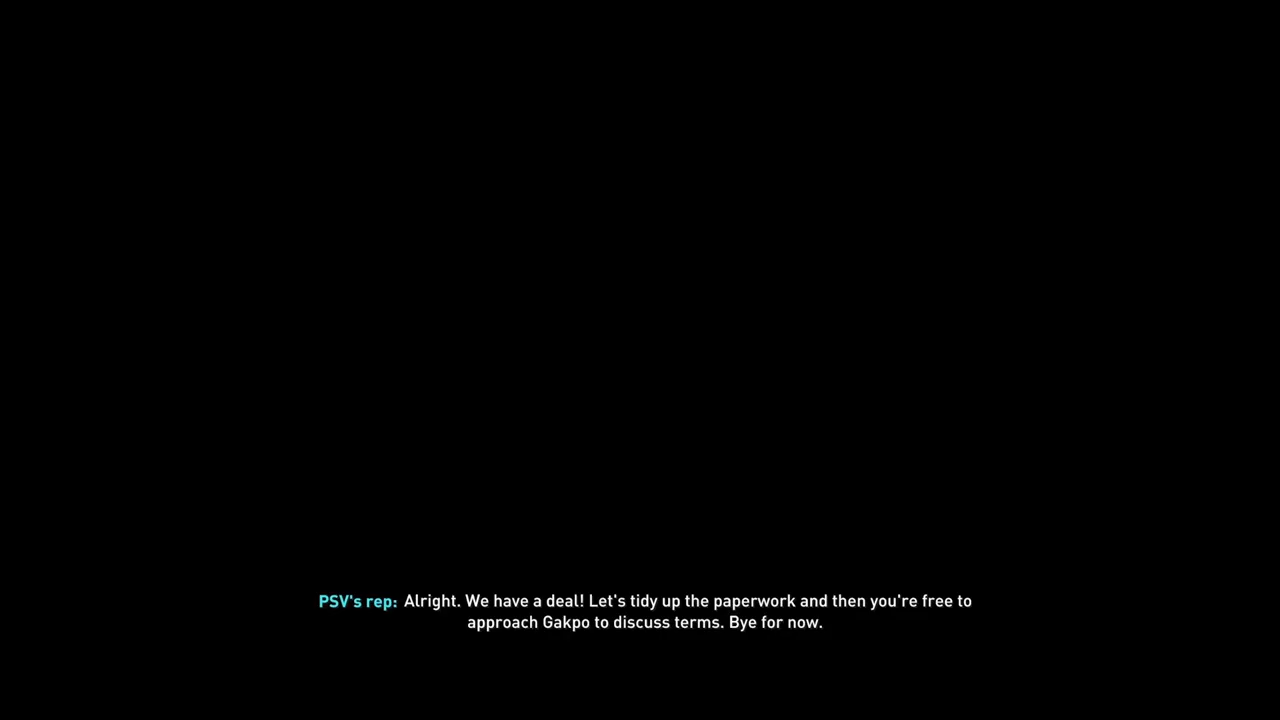 PSV's rep: Alright. We have a deal! Let's tidy up the paperwork and then you're free to
approach Gakpo to discuss terms. Bye for now.